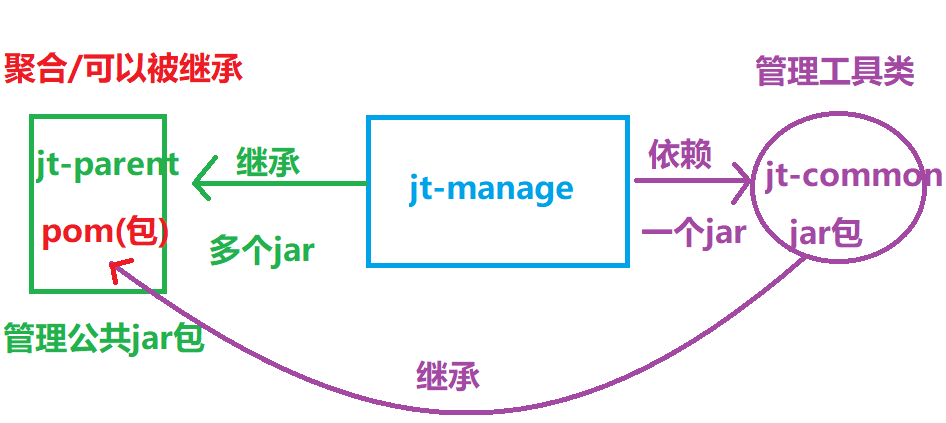 聚合/可以被继承
管理工具类
jt-parent
继承
jt-manage
依赖
jt-common
pom(包)
多个jar
一个jar
jar包
管理公共jar包
继承